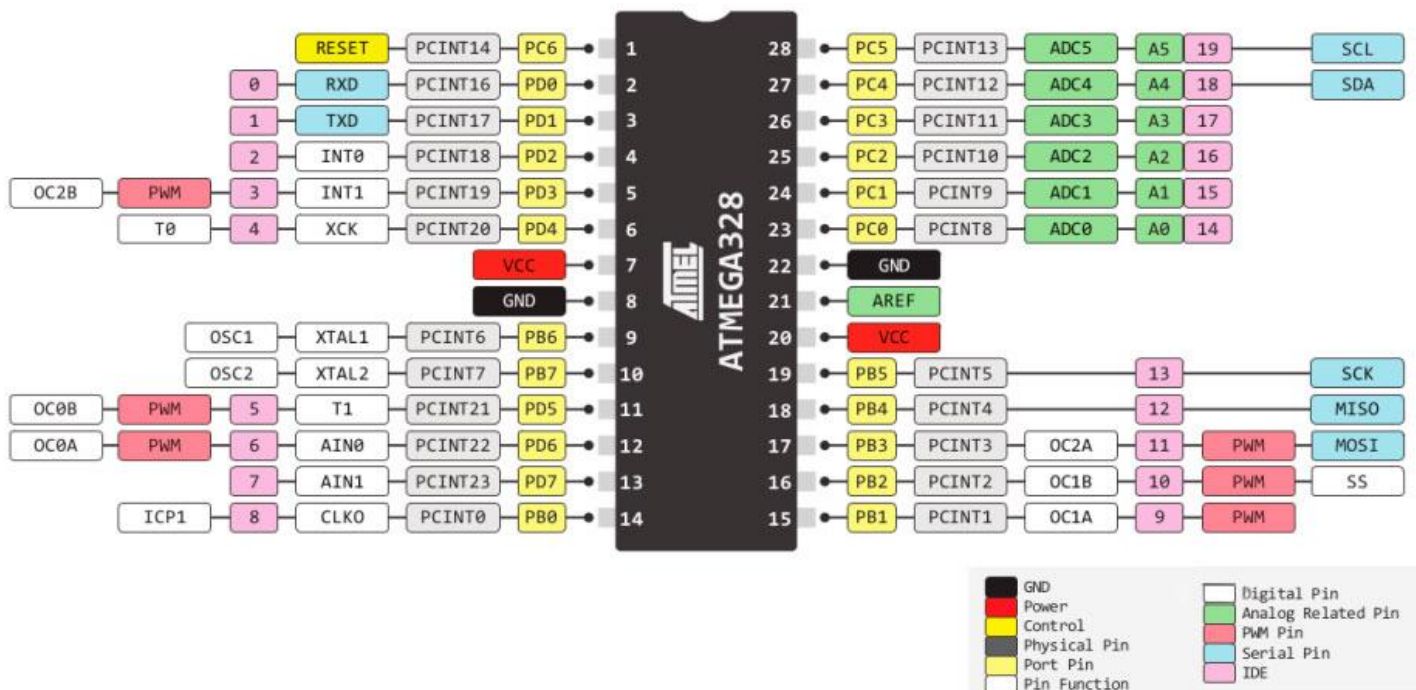 RESET PCINT14 PC6 1 28 PC5 PCINT13 ADC5 A5 19 SCL
0 RXD PCINT16 PD0 2 27 PC4 PCINT12 ADC4 A4 18 SDA
1 TXD PCINT17 PD1 3 26 PC3 PCINT11 ADC3 A3 17
2 INT0 PCINT18 PD2 4 25 PC2 PCINT10 ADC2 A2 16
OC2B PWM 3 INT1 PCINT19 PD3 5 24 PC1 PCINT9 ADC1 A1 15
T0 4 XCK PCINT20 PD4 6 23 PC0 PCINT8 ADC0 A0 14
VCC 7 22 GND
GND 8 21 AREF
ATMEL
ATMEGA328
OSC1 XTAL1 PCINT6 PB6 9 20 VCC
OSC2 XTAL2 PCINT7 PB7 10 19 PB5 PCINT5 13 SCK
OC0B PWM 5 T1 PCINT21 PD5 11 18 PB4 PCINT4 12 MISO
OC0A PWM 6 AIN0 PCINT22 PD6 12 17 PB3 PCINT3 OC2A 11 PWM MOSI
7 AIN1 PCINT23 PD7 13 16 PB2 PCINT2 OC1B 10 PWM SS
ICP1 8 CLKO PCINT0 PB0 14 15 PB1 PCINT1 OC1A 9 PWM
GND
Power
Control
Physical Pin
Port Pin
Pin Function
Digital Pin
Analog Related Pin
PWM Pin
Serial Pin
IDE